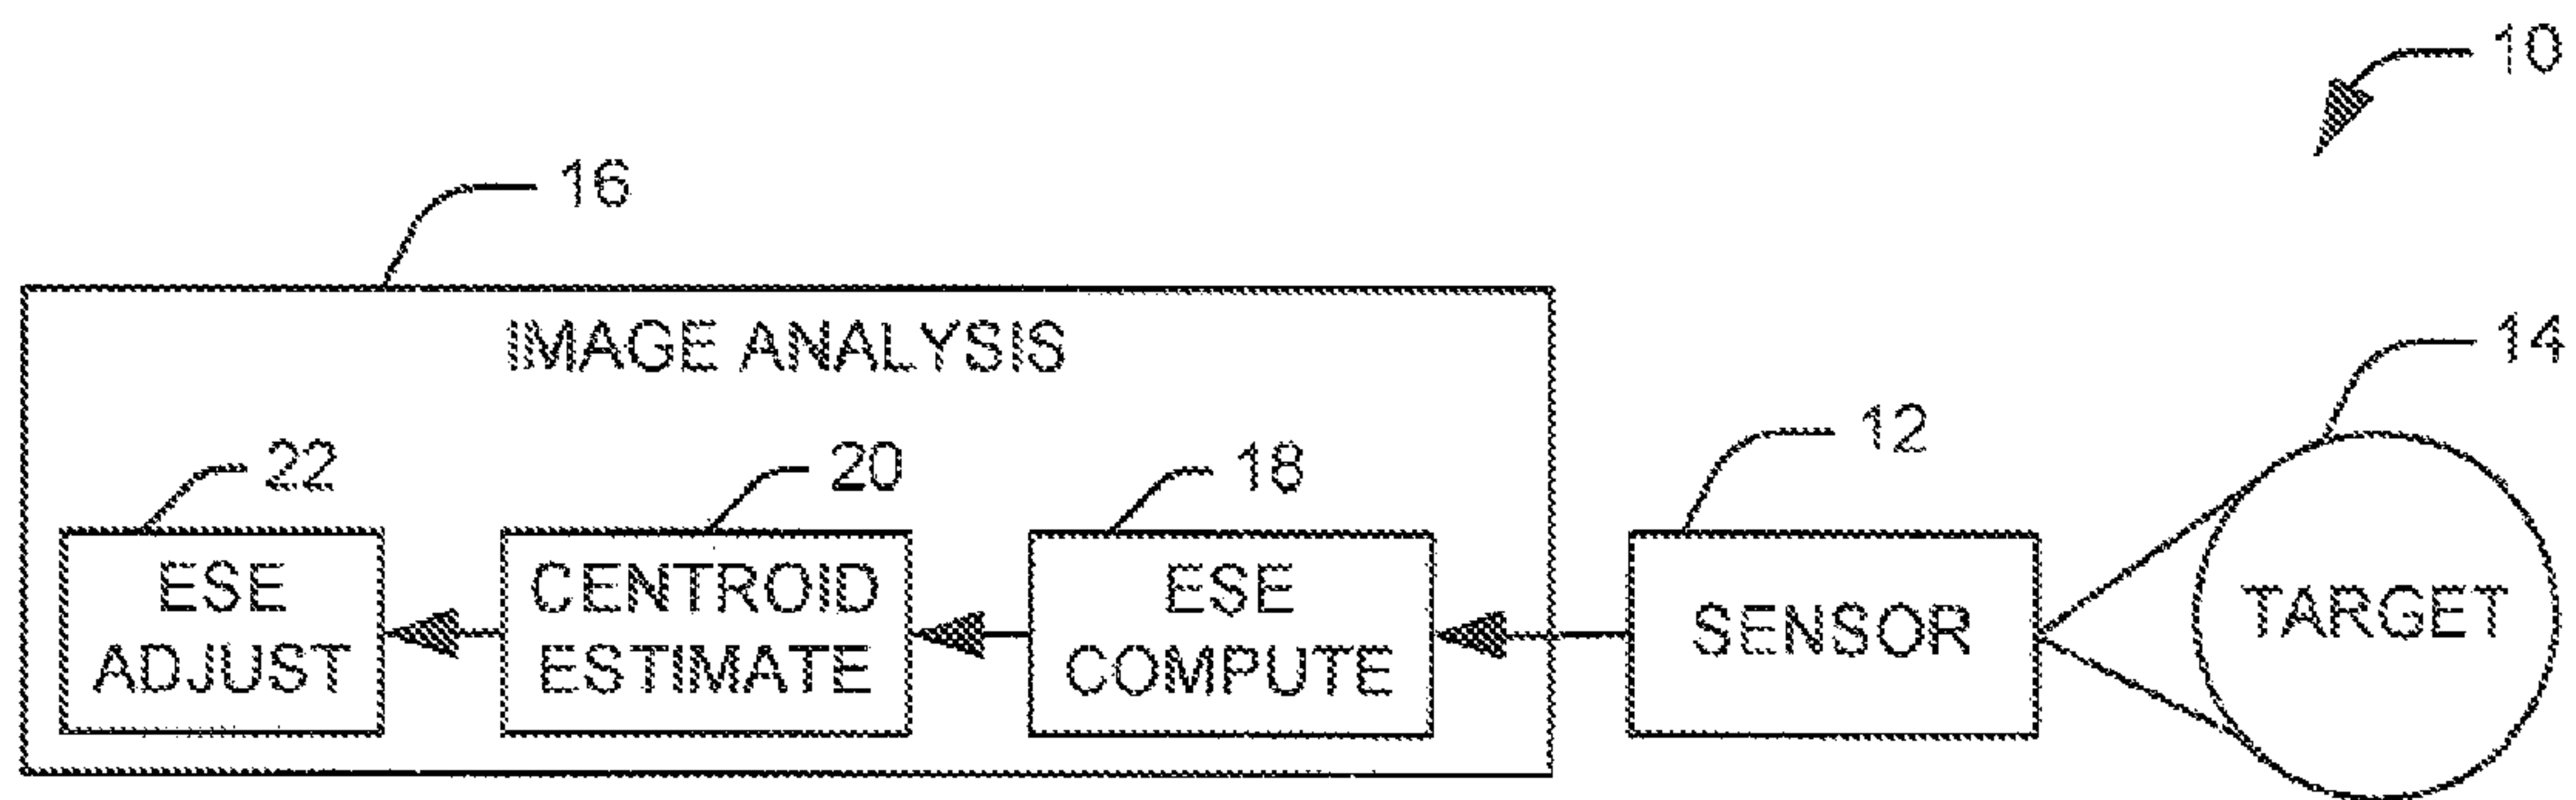 10
16
IMAGE ANALYSIS
14
12
22
20
18
ESE
ADJUST
CENTROID
ESTIMATE
ESE
COMPUTE
SENSOR
TARGET